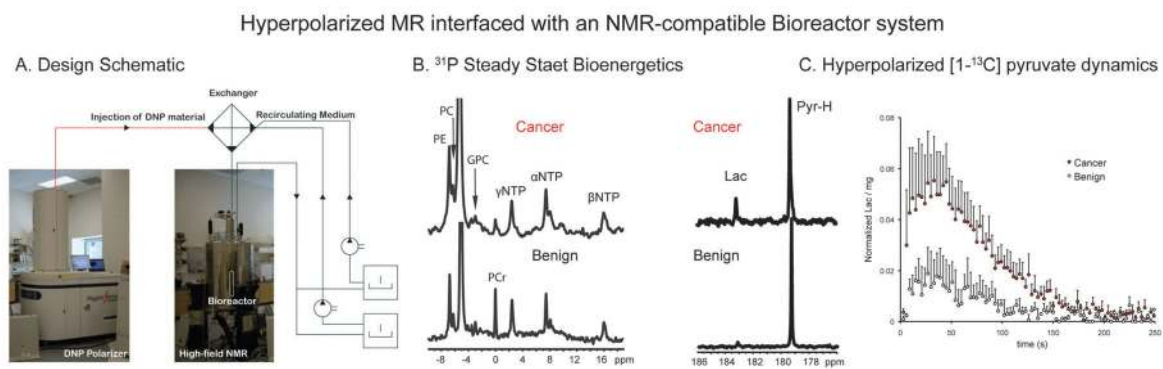 Hyperpolarized MR interfaced with an NMR-compatible Bioreactor system
A. Design Schematic
Exchanger
Injection of DNP material
Recirculating Medium
Bioreactor
DNP Polarizer
High-field NMR
B. ³¹P Steady Staet Bioenergetics
PC
PE
Cancer
GPC
γNTP
αNTP
βNTP
Benign
PCr
-8 -4 0 4 8 12 16 ppm
Pyr-H
Cancer
Lac
Benign
186 184 182 180 178 ppm
C. Hyperpolarized [1-¹³C] pyruvate dynamics
Normalized Lac / mg
0.08
0.06
0.04
0.02
0
Cancer
Benign
0 50 100 150 200 250
time (s)